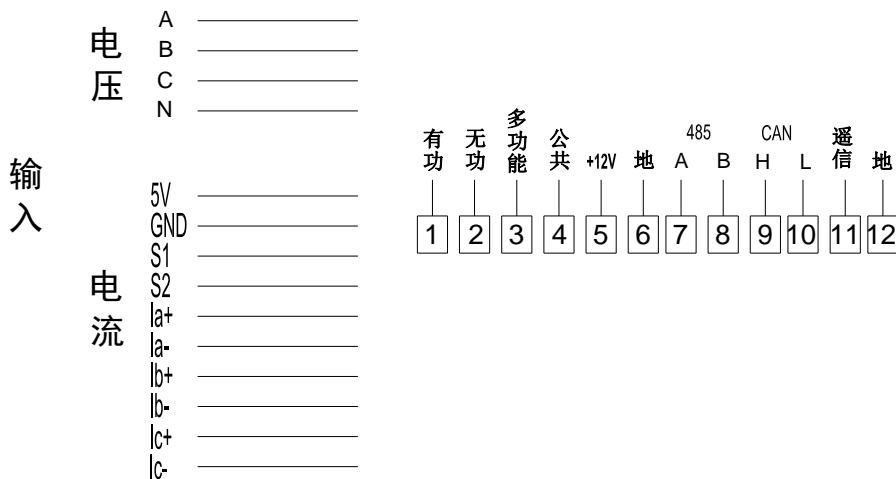 输入
电压
A
B
C
N
电流
5V
GND
S1
S2
Ia+
Ia-
Ib+
Ib-
Ic+
Ic-
485 CAN
有功 无功 多功能 公共 +12V 地 A B H L 遥信 地
1 2 3 4 5 6 7 8 9 10 11 12